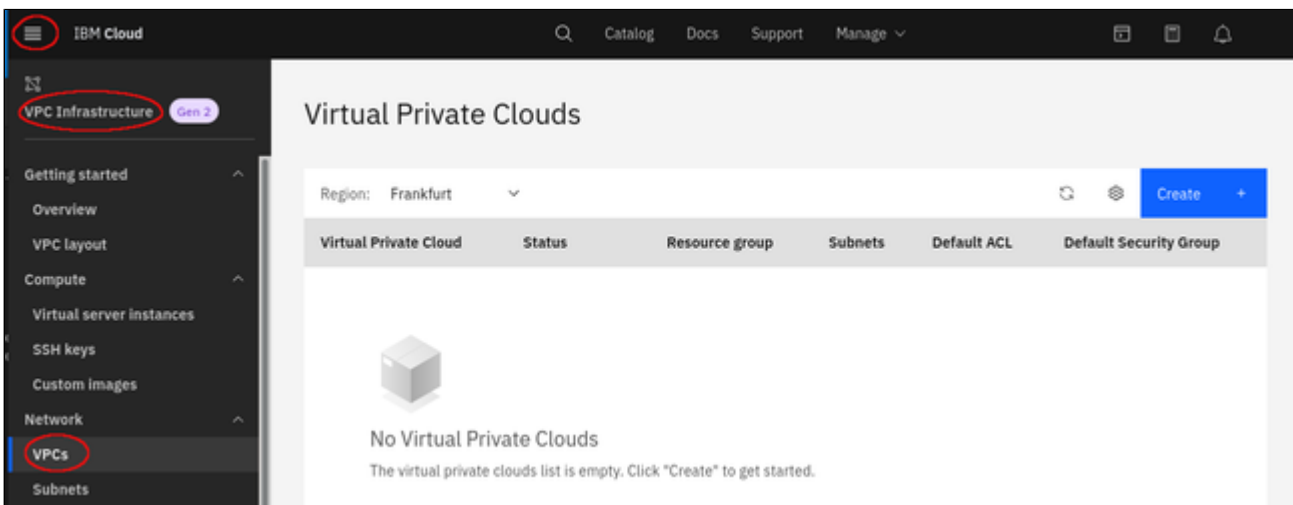 IBM Cloud Catalog Docs Support Manage
VPC Infrastructure Gen 2
Getting started
Overview
VPC layout
Compute
Virtual server instances
SSH keys
Custom images
Network
VPCs
Subnets
Virtual Private Clouds
Region: Frankfurt Create +
Virtual Private Cloud Status Resource group Subnets Default ACL Default Security Group
No Virtual Private Clouds
The virtual private clouds list is empty. Click "Create" to get started.